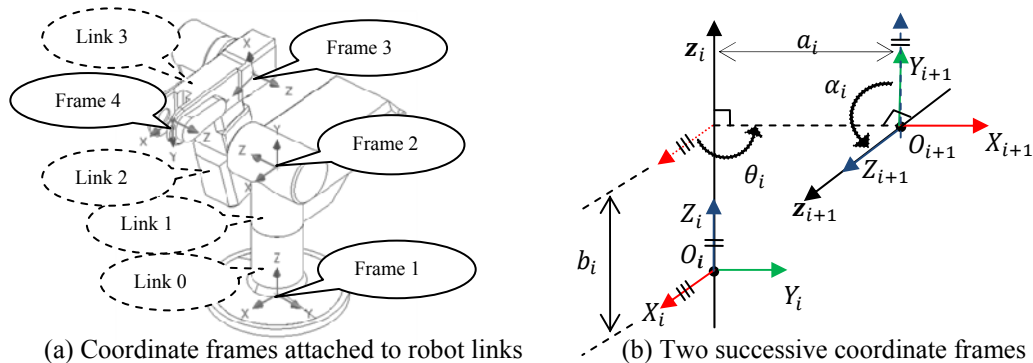 Link 3
Frame 3
Frame 4
Frame 2
Link 2
Link 1
Link 0
Frame 1
X
Z
X
Z
Y
Y
Z
X
Z
X
Y
(a) Coordinate frames attached to robot links
z_i
a_i
Y_{i+1}
α_i
O_{i+1}
X_{i+1}
θ_i
Z_{i+1}
z_{i+1}
Z_i
b_i
O_i
X_i
Y_i
(b) Two successive coordinate frames